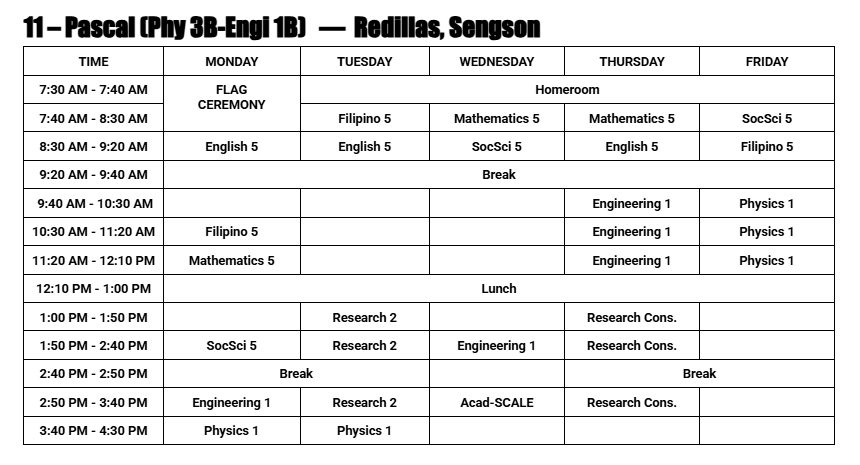 11 – Pascal (Phy 3B-Engi 1B) — Redillas, Sengson
TIME MONDAY TUESDAY WEDNESDAY THURSDAY FRIDAY
7:30 AM - 7:40 AM FLAG CEREMONY Homeroom
7:40 AM - 8:30 AM Filipino 5 Mathematics 5 Mathematics 5 SocSci 5
8:30 AM - 9:20 AM English 5 English 5 SocSci 5 English 5 Filipino 5
9:20 AM - 9:40 AM Break
9:40 AM - 10:30 AM Engineering 1 Physics 1
10:30 AM - 11:20 AM Filipino 5 Engineering 1 Physics 1
11:20 AM - 12:10 PM Mathematics 5 Engineering 1 Physics 1
12:10 PM - 1:00 PM Lunch
1:00 PM - 1:50 PM Research 2 Research Cons.
1:50 PM - 2:40 PM SocSci 5 Research 2 Engineering 1 Research Cons.
2:40 PM - 2:50 PM Break Break
2:50 PM - 3:40 PM Engineering 1 Research 2 Acad-SCALE Research Cons.
3:40 PM - 4:30 PM Physics 1 Physics 1